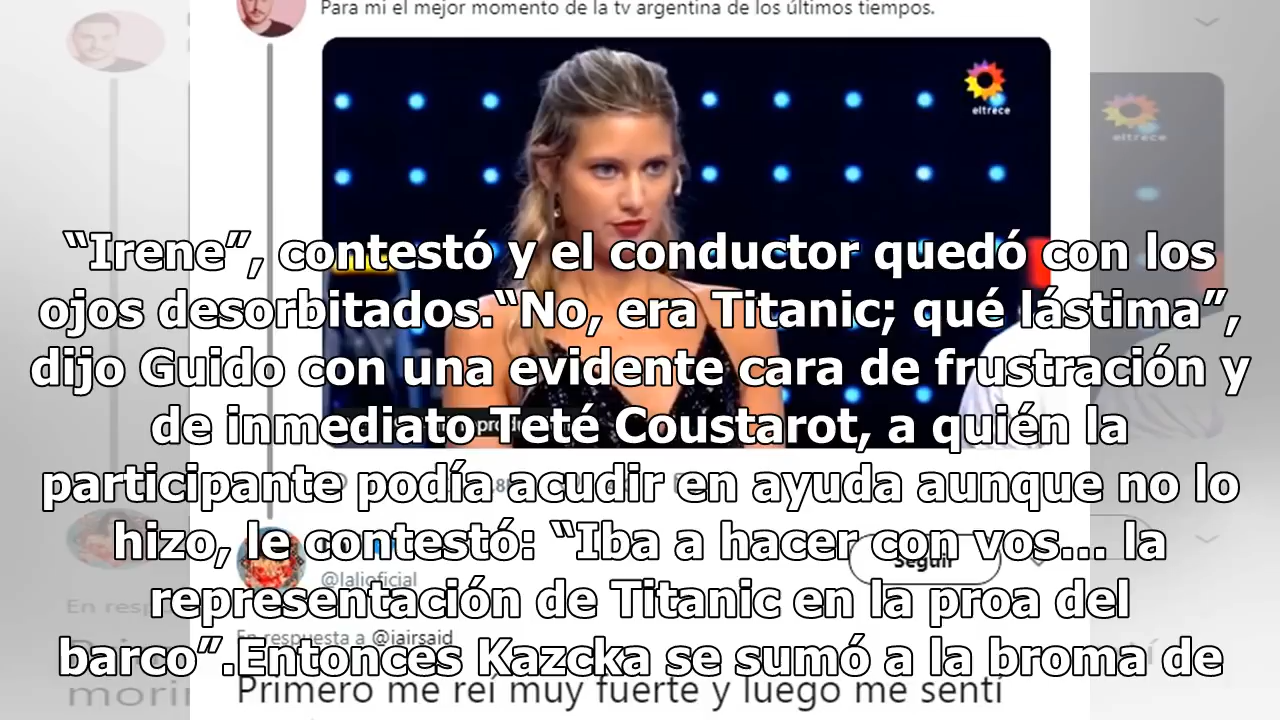 Para mi el mejor momento de la tv argentina de los últimos tiempos.
eltrece
eltrece
“Irene”, contestó y el conductor quedó con los
ojos desorbitados.“No, era Titanic; qué lástima”,
dijo Guido con una evidente cara de frustración y
de inmediato Teté Coustarot, a quién la
participante podía acudir en ayuda aunque no lo
hizo, le contestó: “Iba a hacer con vos... la
representación de Titanic en la proa del
barco”.Entonces Kazcka se sumó a la broma de
Seguir
@lalioficial
En respuesta a @jairsaid
Primero me reí muy fuerte y luego me sentí